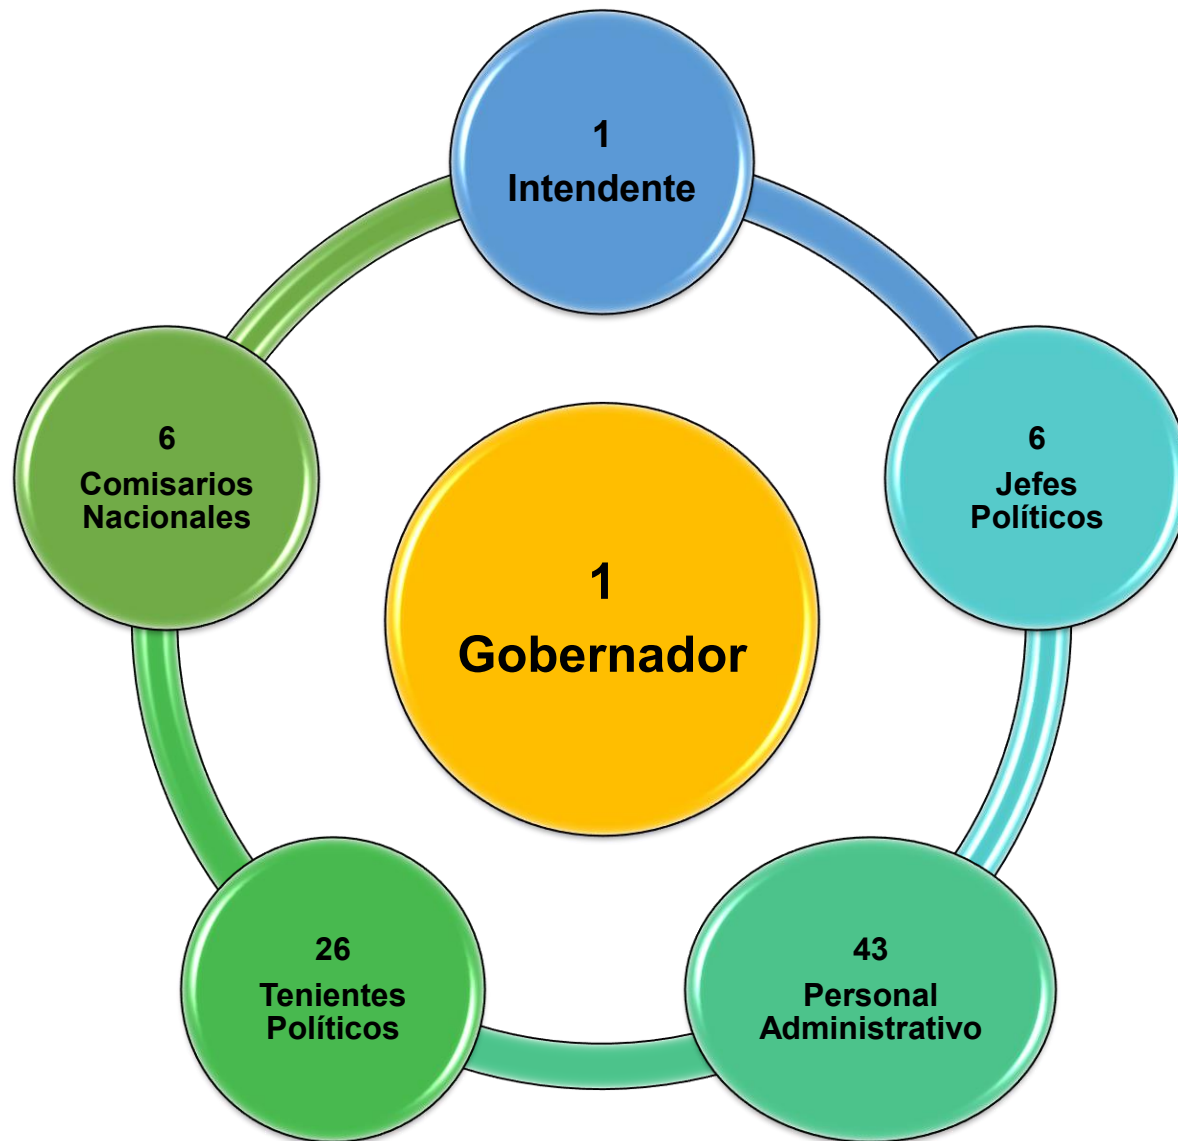 1
Intendente
6
Jefes
Políticos
43
Personal
Administrativo
26
Tenientes
Políticos
6
Comisarios
Nacionales
1
Gobernador